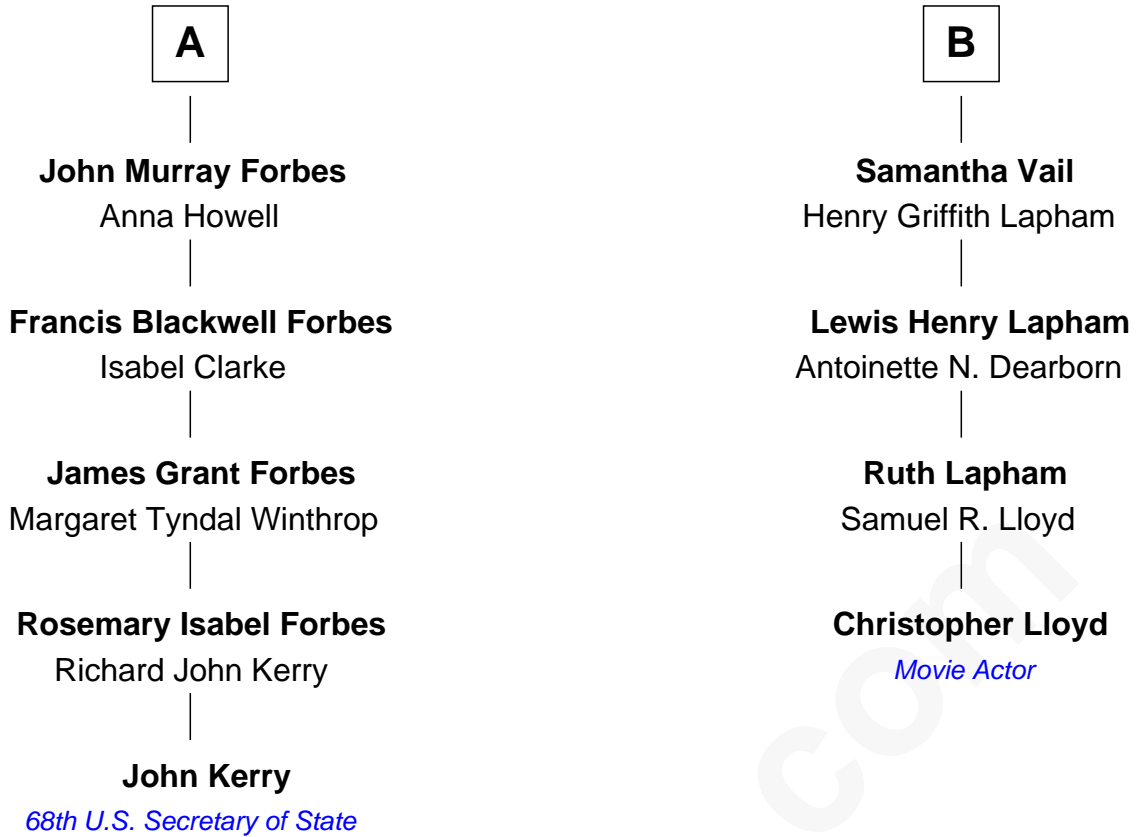 A
John Murray Forbes
Anna Howell
Francis Blackwell Forbes
Isabel Clarke
James Grant Forbes
Margaret Tyndal Winthrop
Rosemary Isabel Forbes
Richard John Kerry
John Kerry
68th U.S. Secretary of State
B
Samantha Vail
Henry Griffith Lapham
Lewis Henry Lapham
Antoinette N. Dearborn
Ruth Lapham
Samuel R. Lloyd
Christopher Lloyd
Movie Actor
com